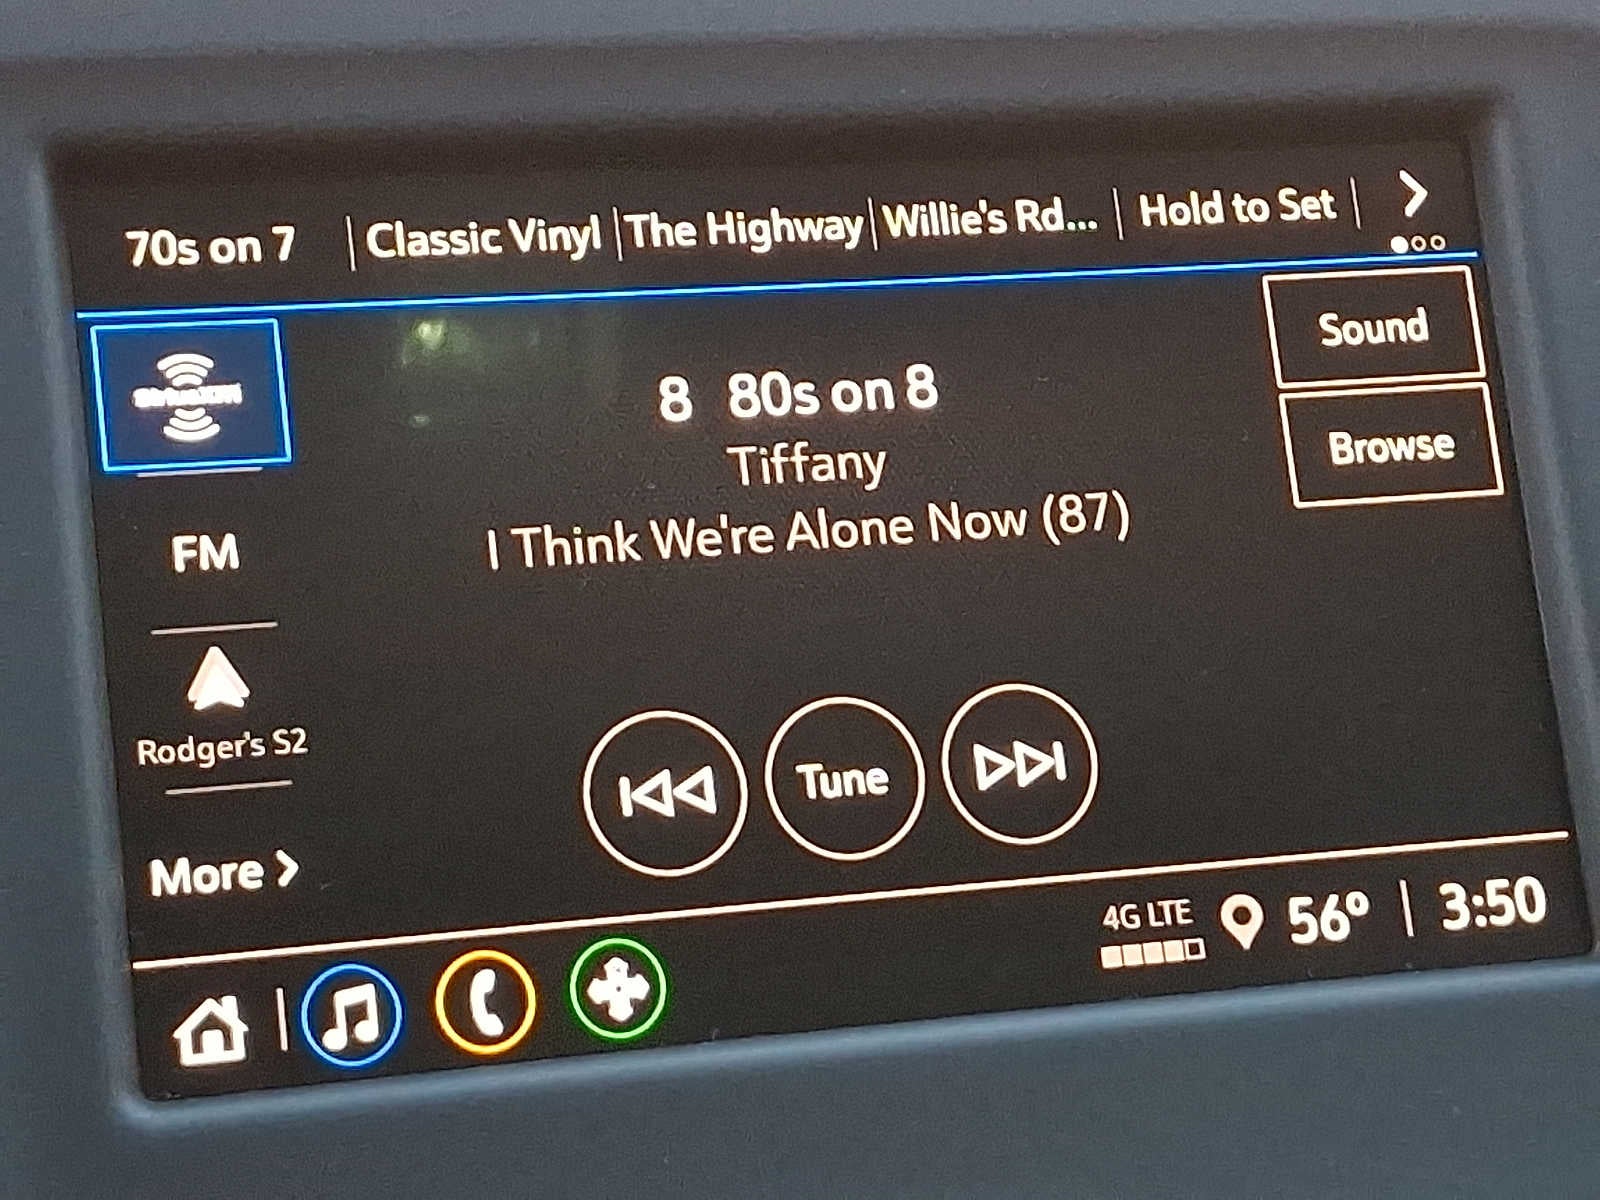 70s on 7 | Classic Vinyl | The Highway | Willie's Rd... | Hold to Set |
Sound
SiriusXM
8 80s on 8
Browse
Tiffany
I Think We're Alone Now (87)
FM
Rodger's S2
Tune
More
4G LTE
56° | 3:50